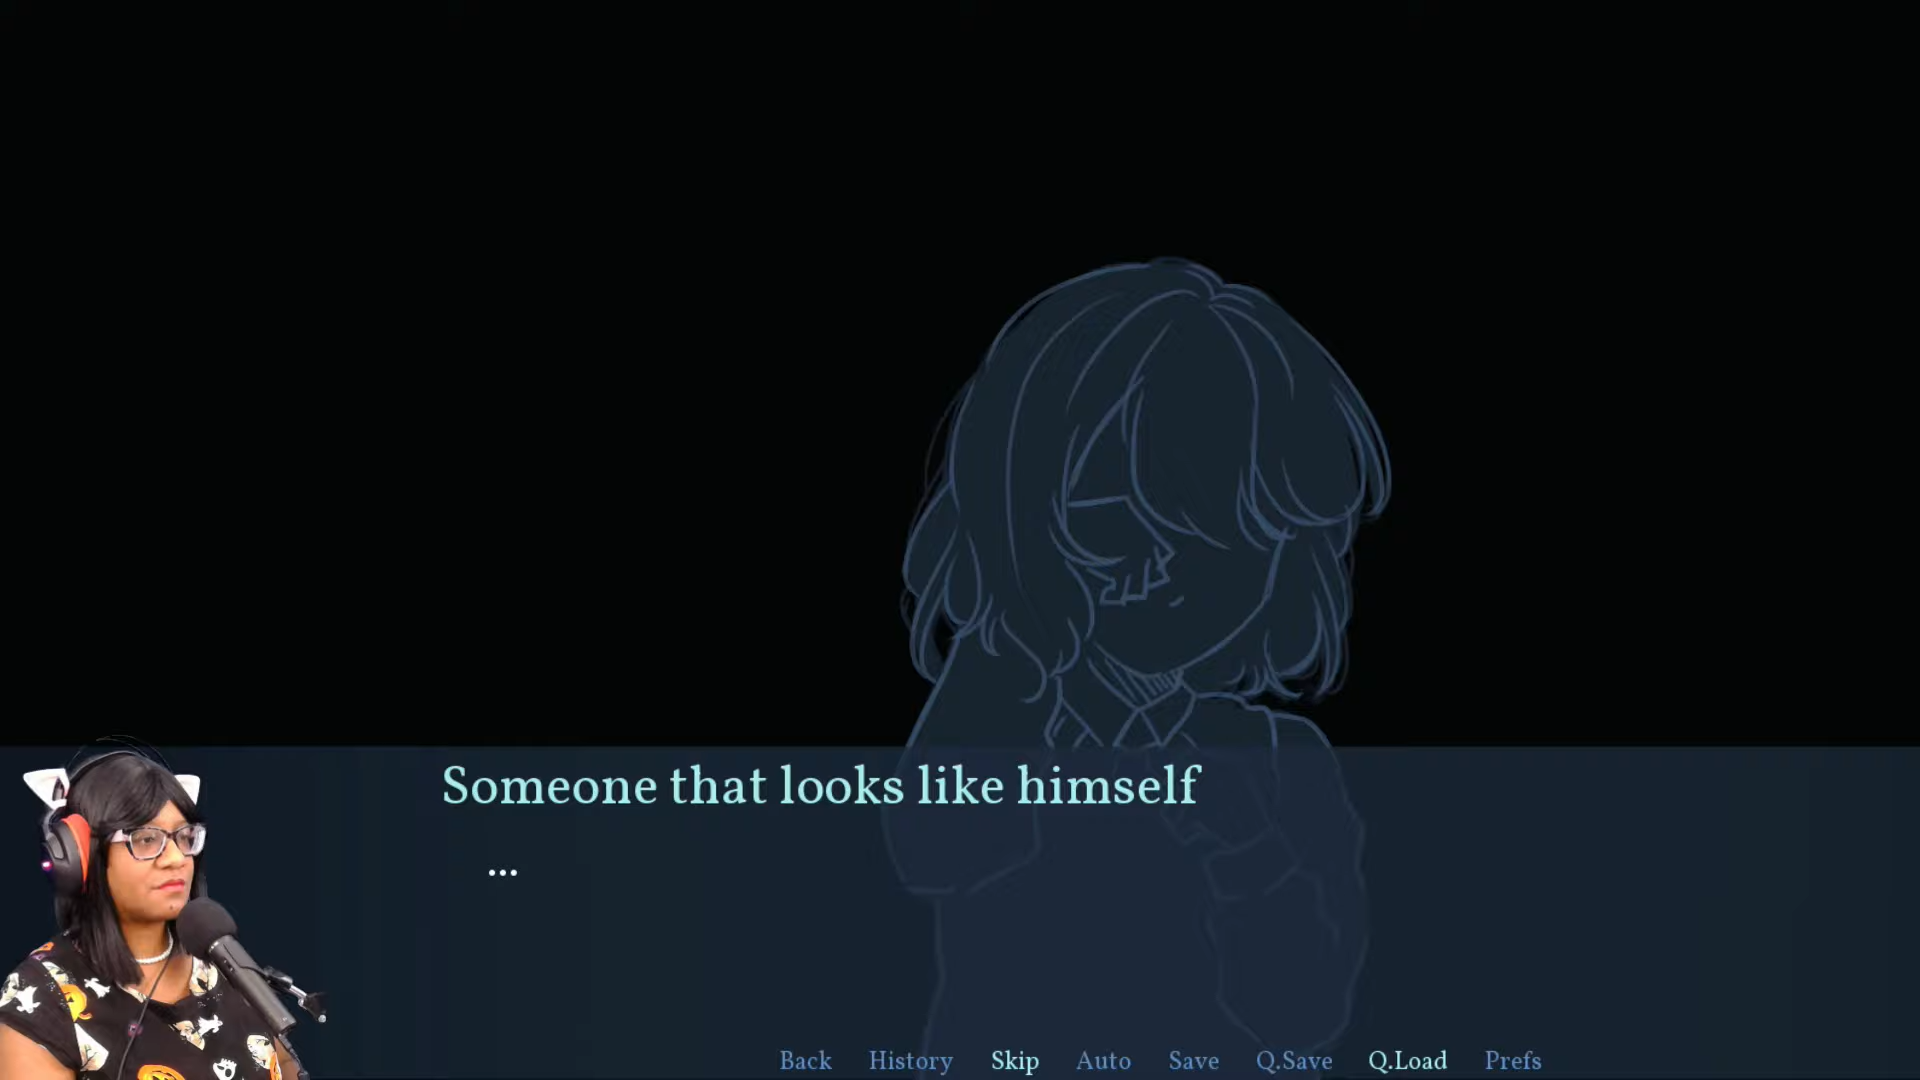 Someone that looks like himself
...
Back History Skip Auto Save Q.Save Q.Load Prefs